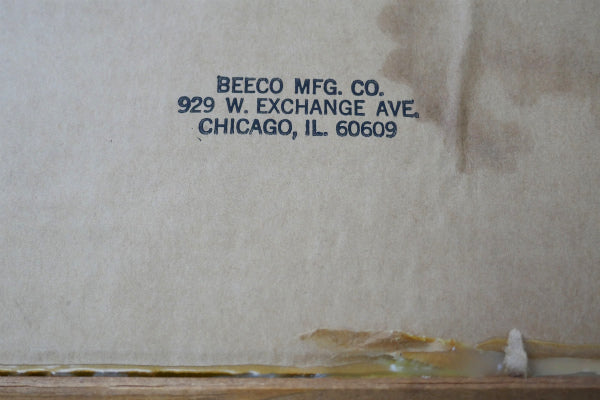 BEECO MFG. CO.
929 W. EXCHANGE AVE.
CHICAGO, IL. 60609